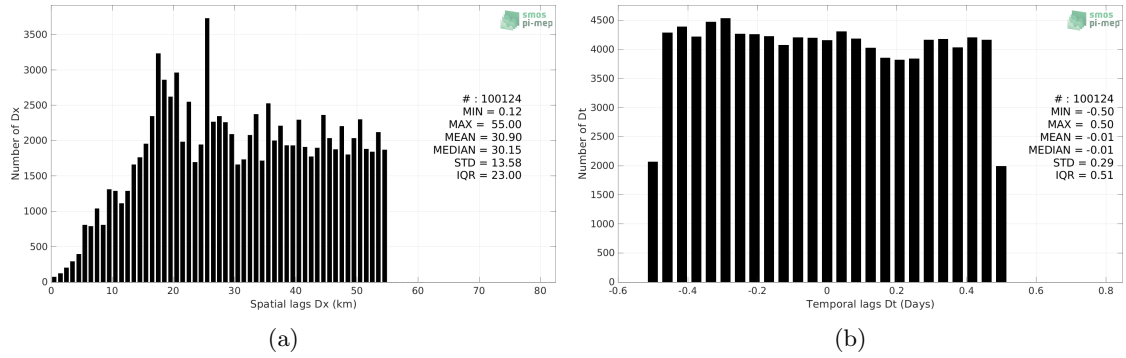 smos
pi-mep
3500
3000
2500
2000
1500
1000
500
0
Number of Dx
# : 100124
MIN = 0.12
MAX = 55.00
MEAN = 30.90
MEDIAN = 30.15
STD = 13.58
IQR = 23.00
0 10 20 30 40 50 60 70 80
Spatial lags Dx (km)
(a)
smos
pi-mep
4500
4000
3500
3000
2500
2000
1500
1000
500
0
Number of Dt
# : 100124
MIN = -0.50
MAX = 0.50
MEAN = -0.01
MEDIAN = -0.01
STD = 0.29
IQR = 0.51
-0.6 -0.4 -0.2 0 0.2 0.4 0.6 0.8
Temporal lags Dt (Days)
(b)